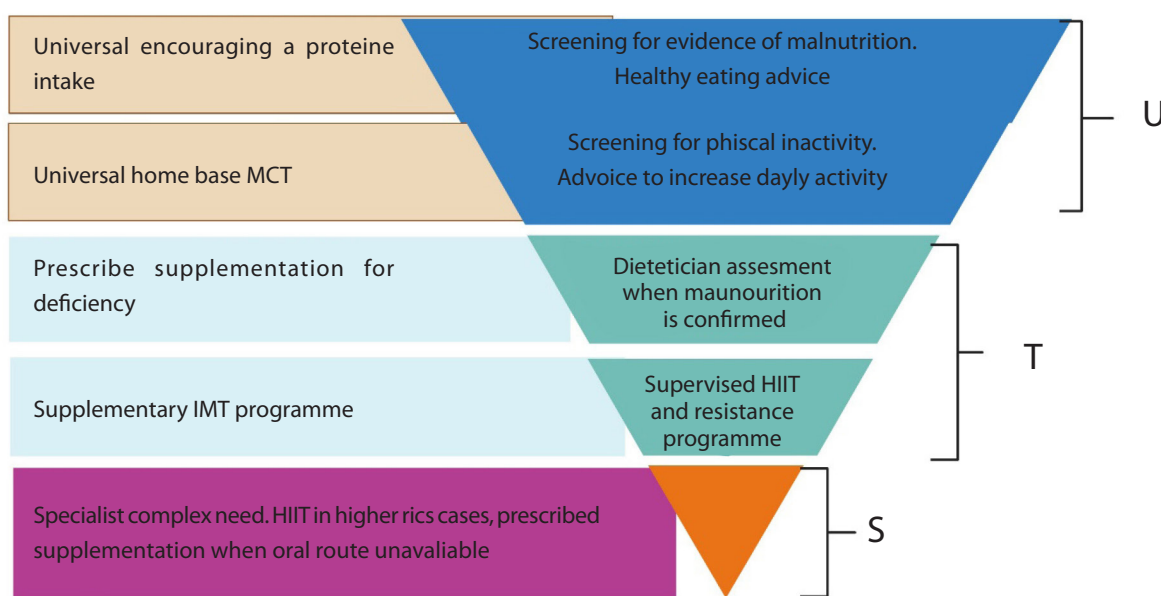 Universal encouraging a proteine
intake
Screening for evidence of malnutrition.
Healthy eating advice
U
Universal home base MCT
Screening for phiscal inactivity.
Advoice to increase dayly activity
Prescribe supplementation for
deficiency
Dietetician assesment
when maunourition
is confirmed
T
Supplementary IMT programme
Supervised HIIT
and resistance
programme
Specialist complex need. HIIT in higher rics cases, prescribed
supplementation when oral route unavaliable
S